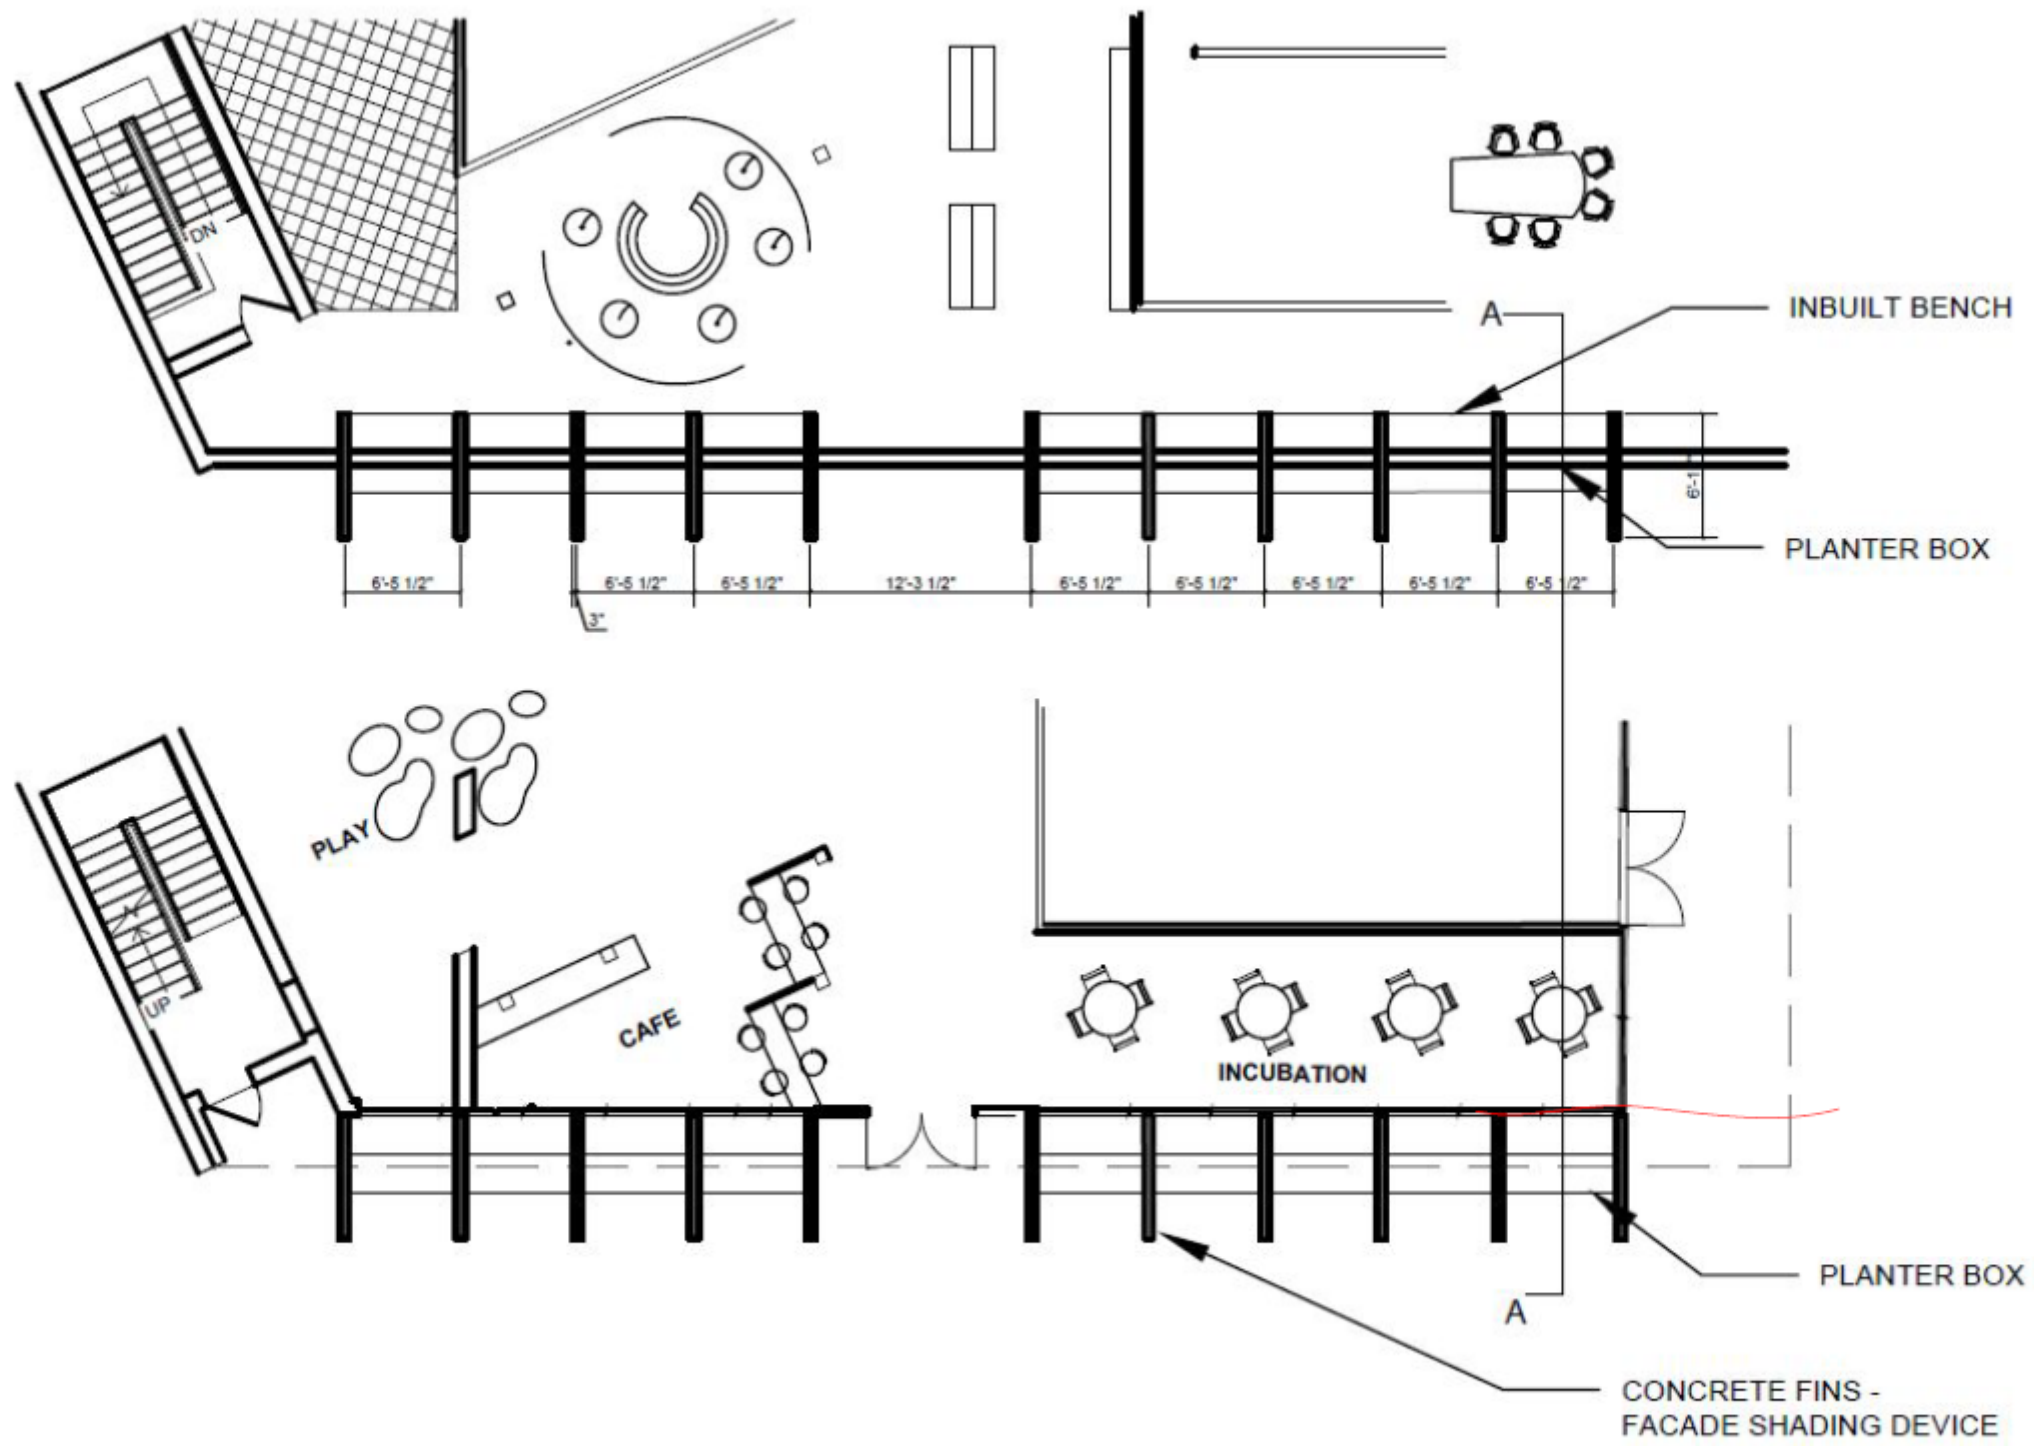 DN
A
INBUILT BENCH
6'-1
PLANTER BOX
6'-5 1/2"
6'-5 1/2"
6'-5 1/2"
12'-3 1/2"
6'-5 1/2"
6'-5 1/2"
6'-5 1/2"
6'-5 1/2"
6'-5 1/2"
3"
PLAY
UP
CAFE
INCUBATION
PLANTER BOX
A
CONCRETE FINS -
FACADE SHADING DEVICE